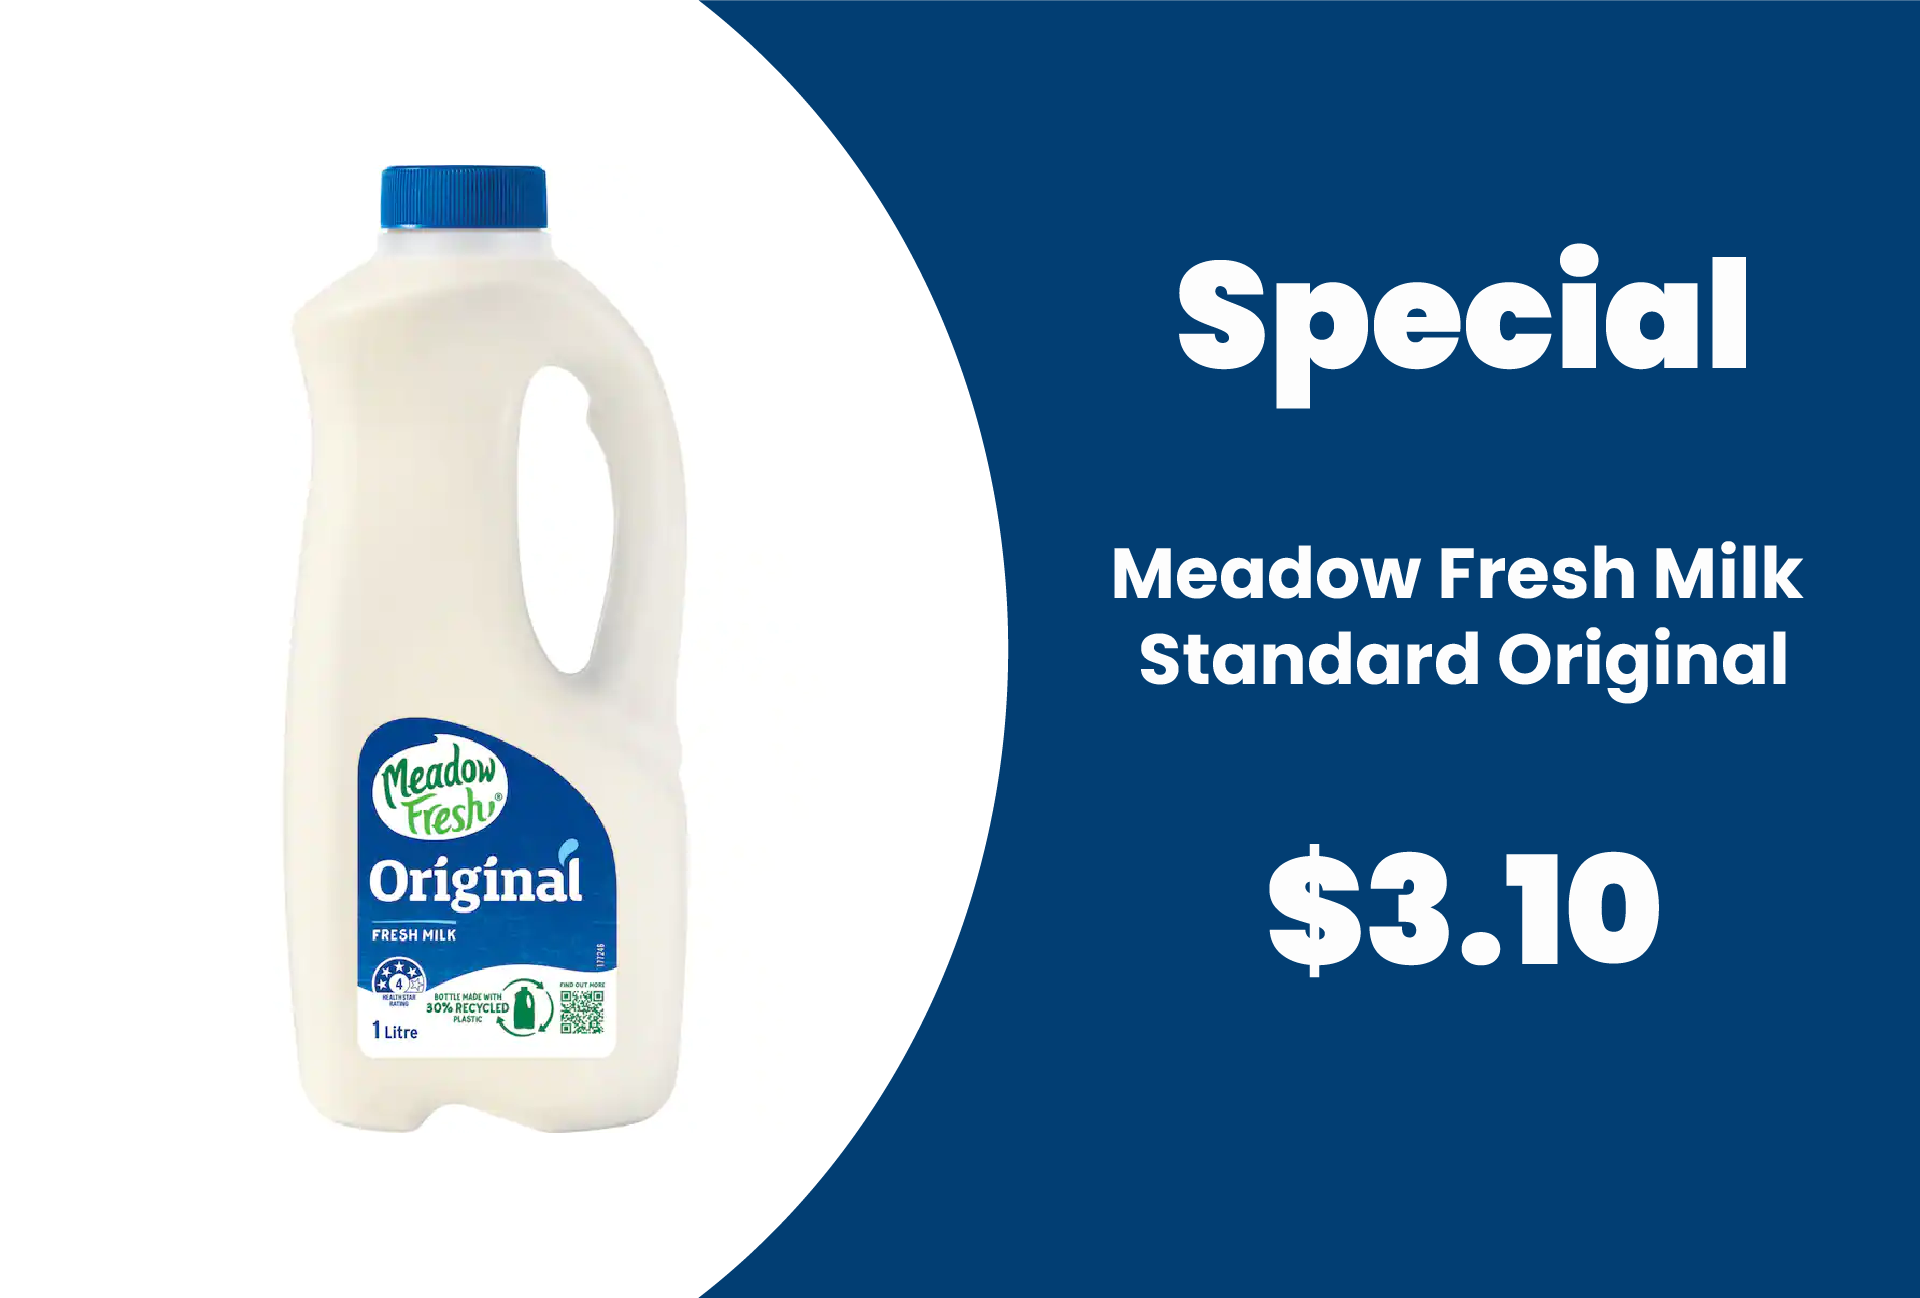 Special
Meadow Fresh Milk
Standard Original
$3.10
Meadow
Fresh®
Original
FRESH MILK
177246
4
HEALTH STAR
RATING
BOTTLE MADE WITH
30% RECYCLED
PLASTIC
FIND OUT MORE
1 Litre